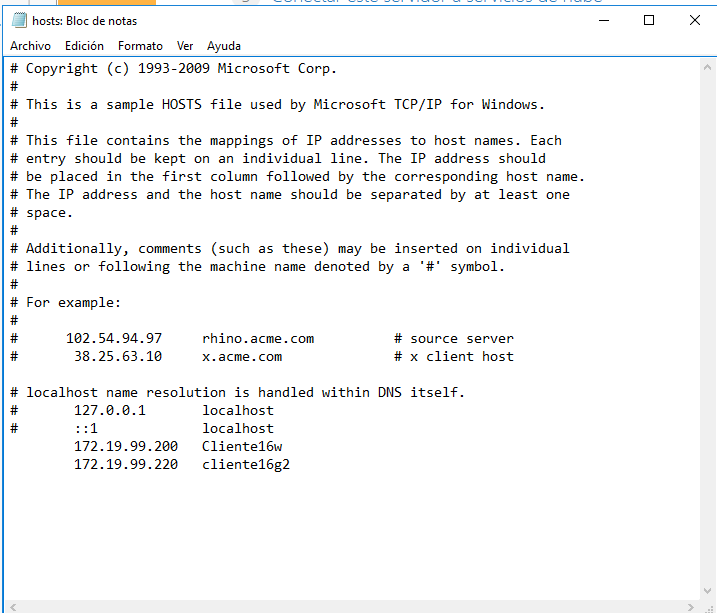 Conectar este servidor a servicios de nube
hosts: Bloc de notas
Archivo Edición Formato Ver Ayuda
# Copyright (c) 1993-2009 Microsoft Corp.
#
# This is a sample HOSTS file used by Microsoft TCP/IP for Windows.
#
# This file contains the mappings of IP addresses to host names. Each
# entry should be kept on an individual line. The IP address should
# be placed in the first column followed by the corresponding host name.
# The IP address and the host name should be separated by at least one
# space.
#
# Additionally, comments (such as these) may be inserted on individual
# lines or following the machine name denoted by a '#' symbol.
#
# For example:
#
#      102.54.94.97     rhino.acme.com          # source server
#       38.25.63.10     x.acme.com              # x client host

# localhost name resolution is handled within DNS itself.
#       127.0.0.1       localhost
#       ::1             localhost
        172.19.99.200   Cliente16w
        172.19.99.220   cliente16g2